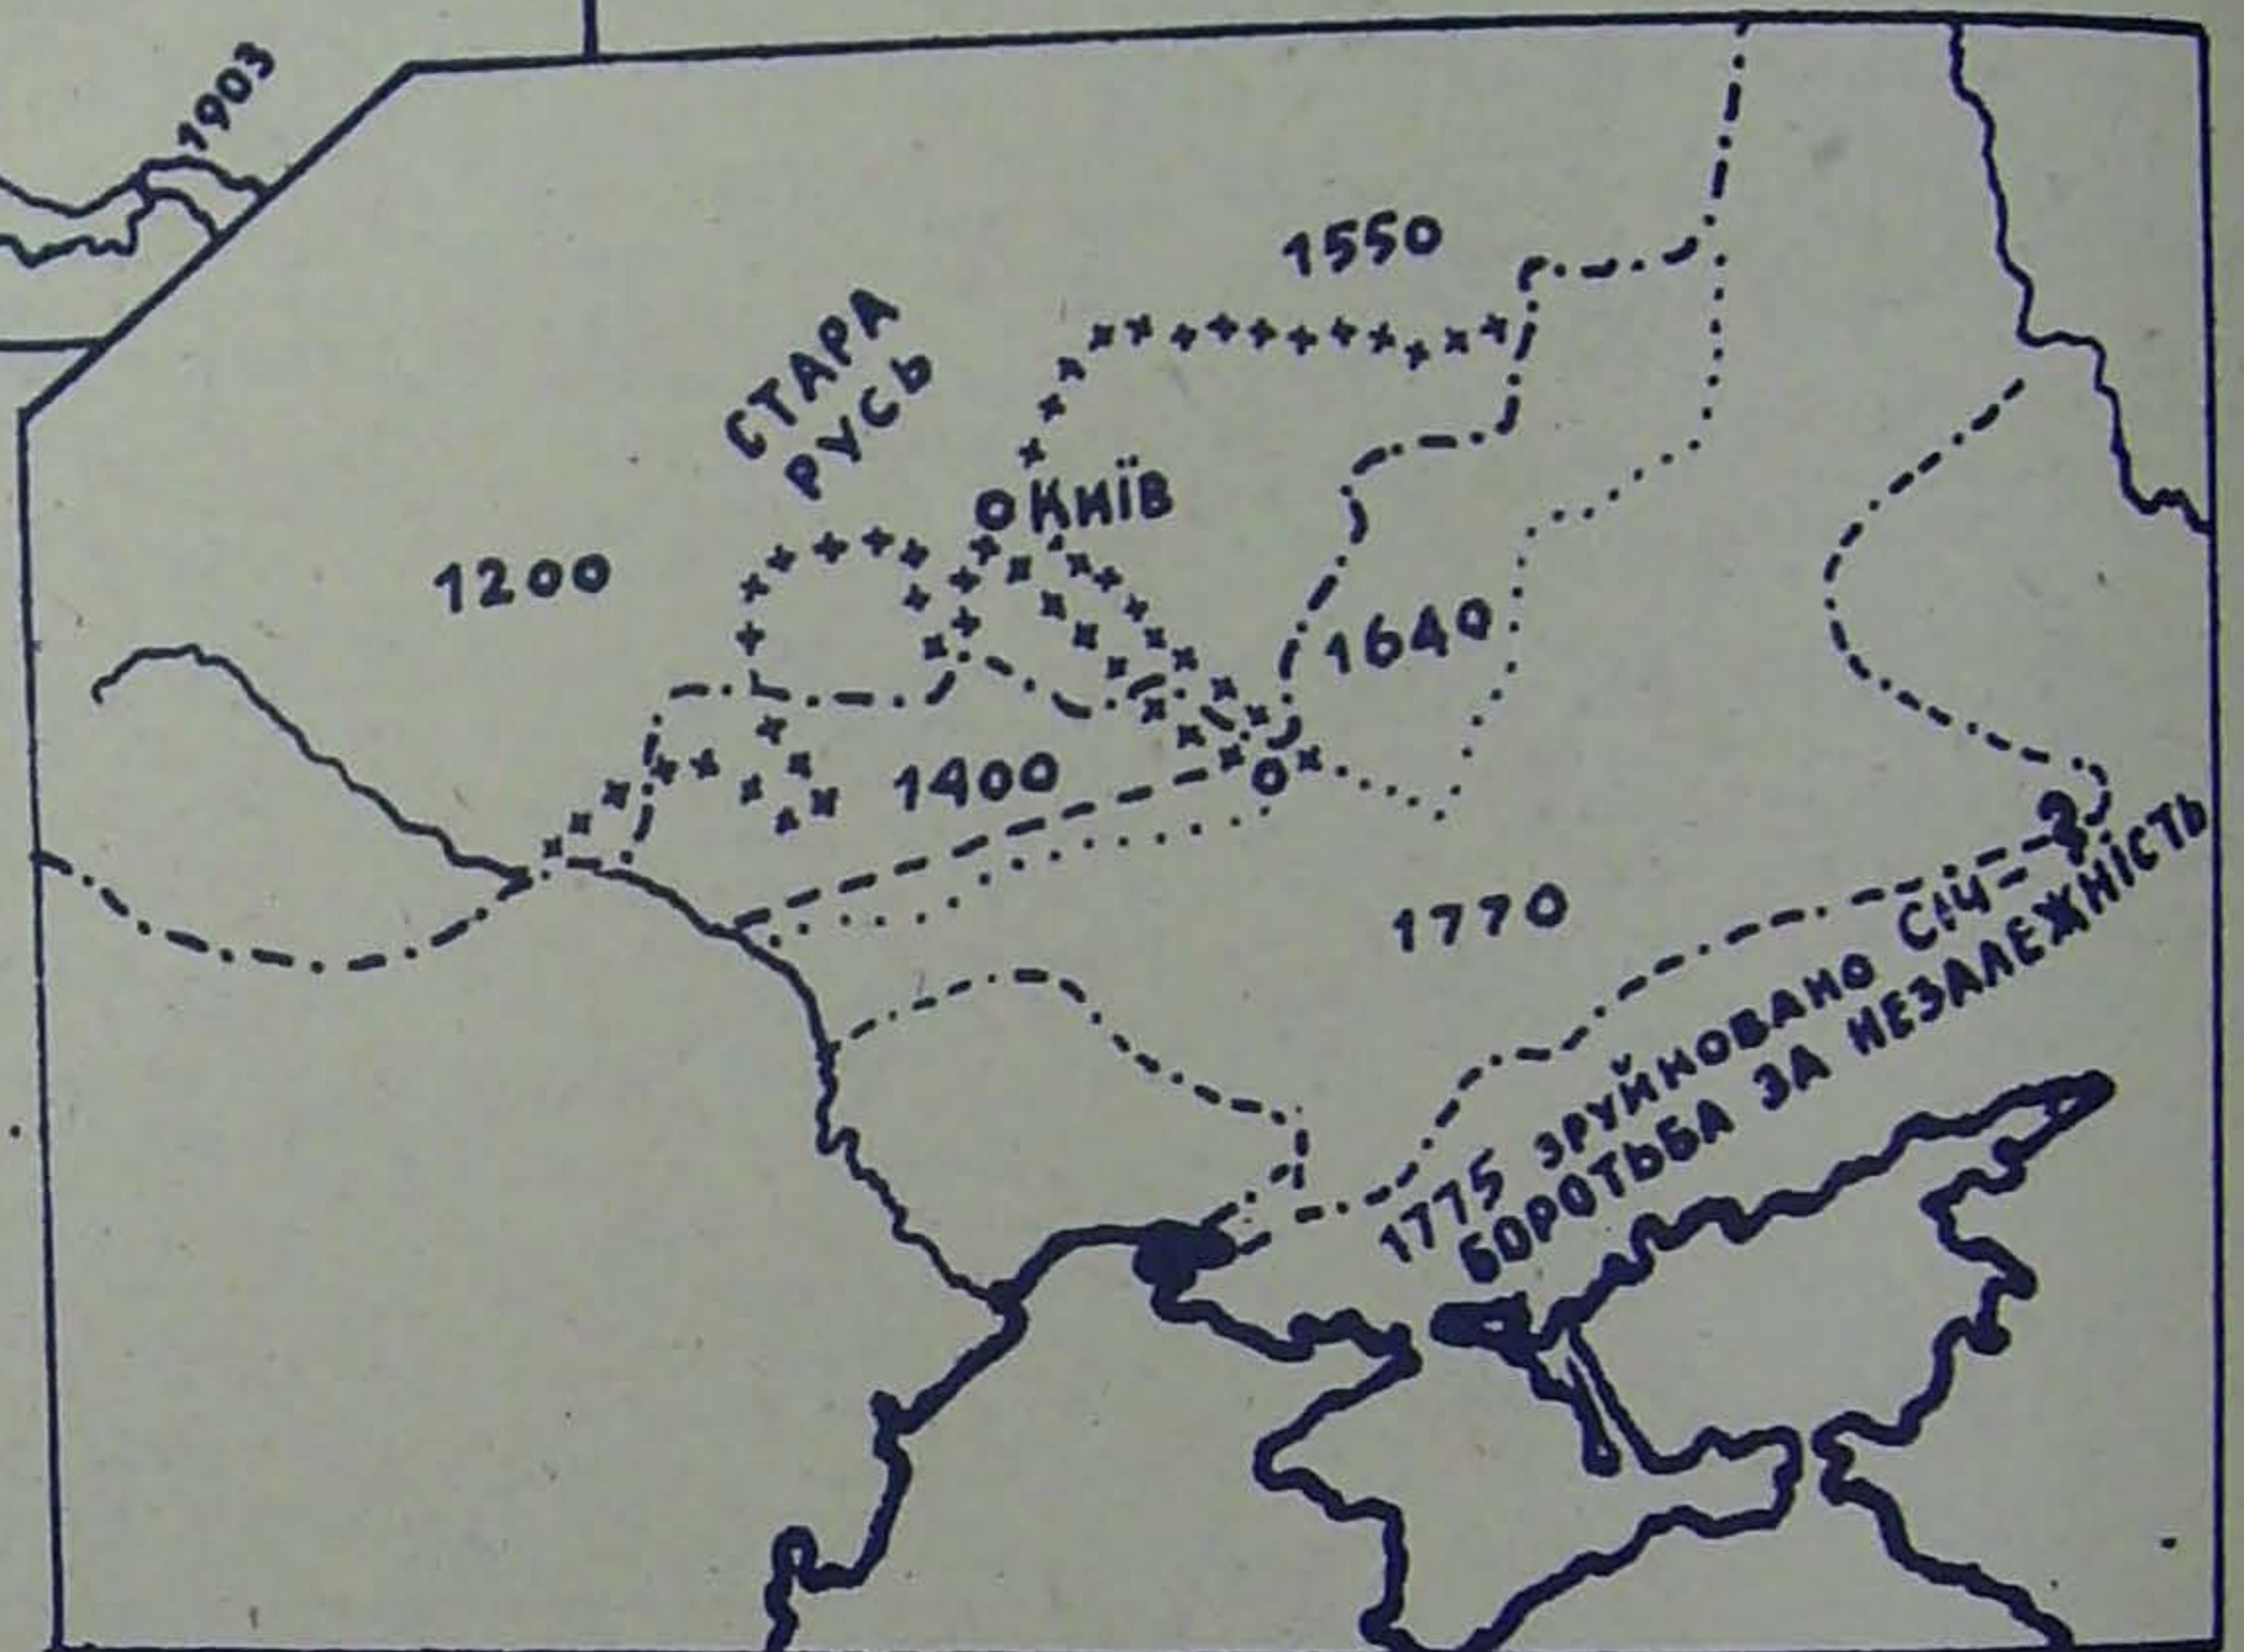 1903
1550
СТАРА
РУСЬ
КИЇВ
1200
1640
1400
1770
1775 ЗРУЙНОВАНО СІЧ-
БОРОТЬБА ЗА НЕЗАЛЕЖНІСТЬ
?